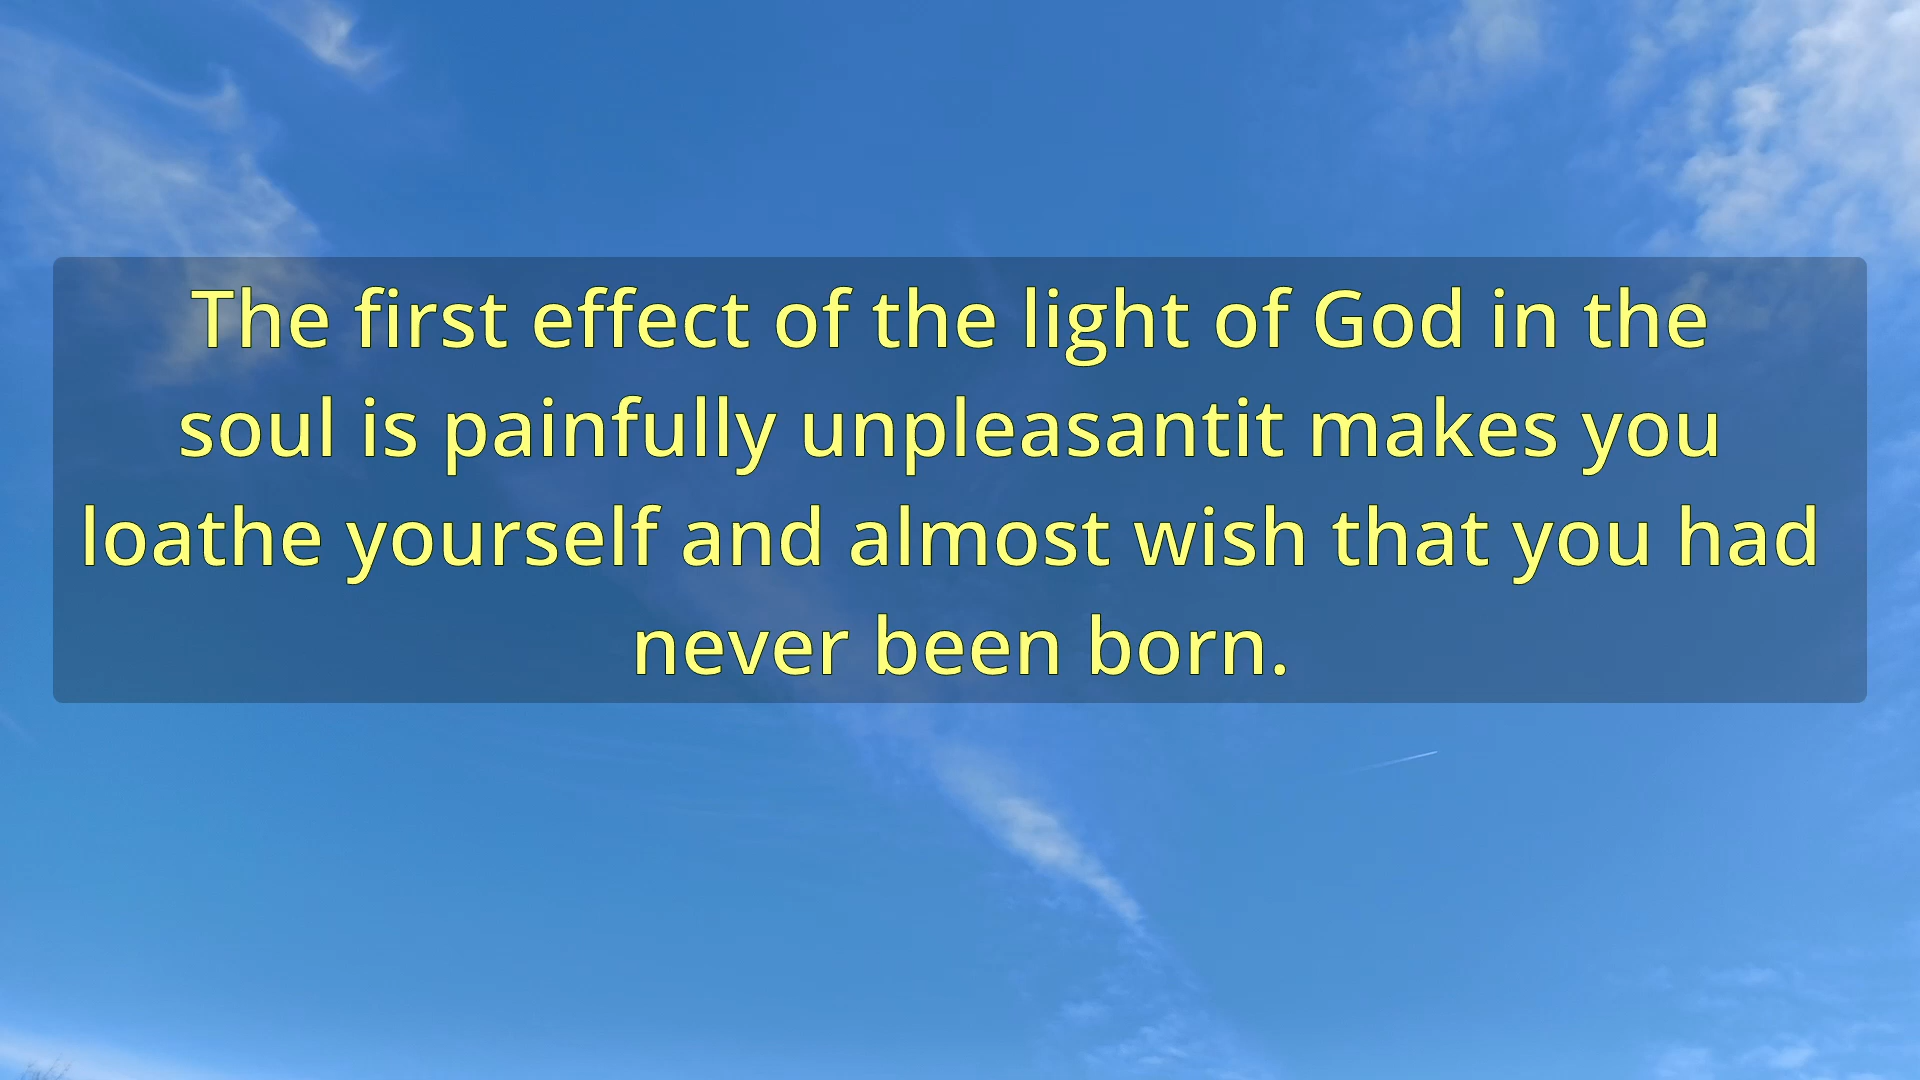 The first effect of the light of God in the
soul is painfully unpleasantit makes you
loathe yourself and almost wish that you had
never been born.